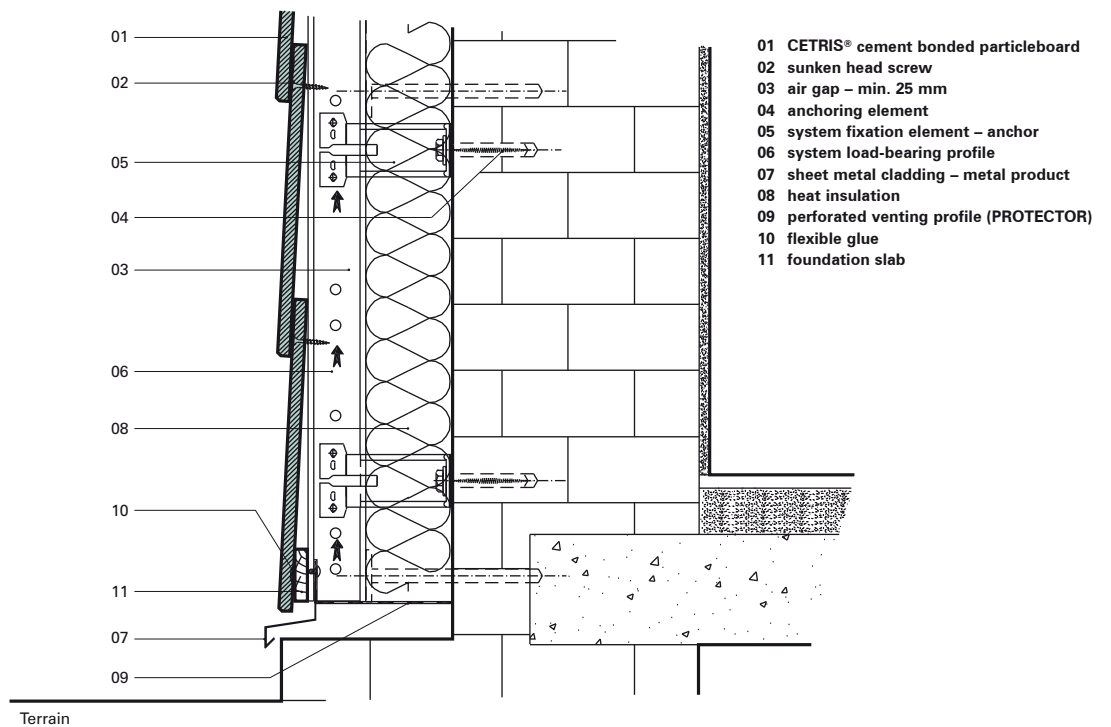 01
02
05
04
03
06
08
10
11
07
09
Terrain
01 CETRIS® cement bonded particleboard
02 sunken head screw
03 air gap – min. 25 mm
04 anchoring element
05 system fixation element – anchor
06 system load-bearing profile
07 sheet metal cladding – metal product
08 heat insulation
09 perforated venting profile (PROTECTOR)
10 flexible glue
11 foundation slab